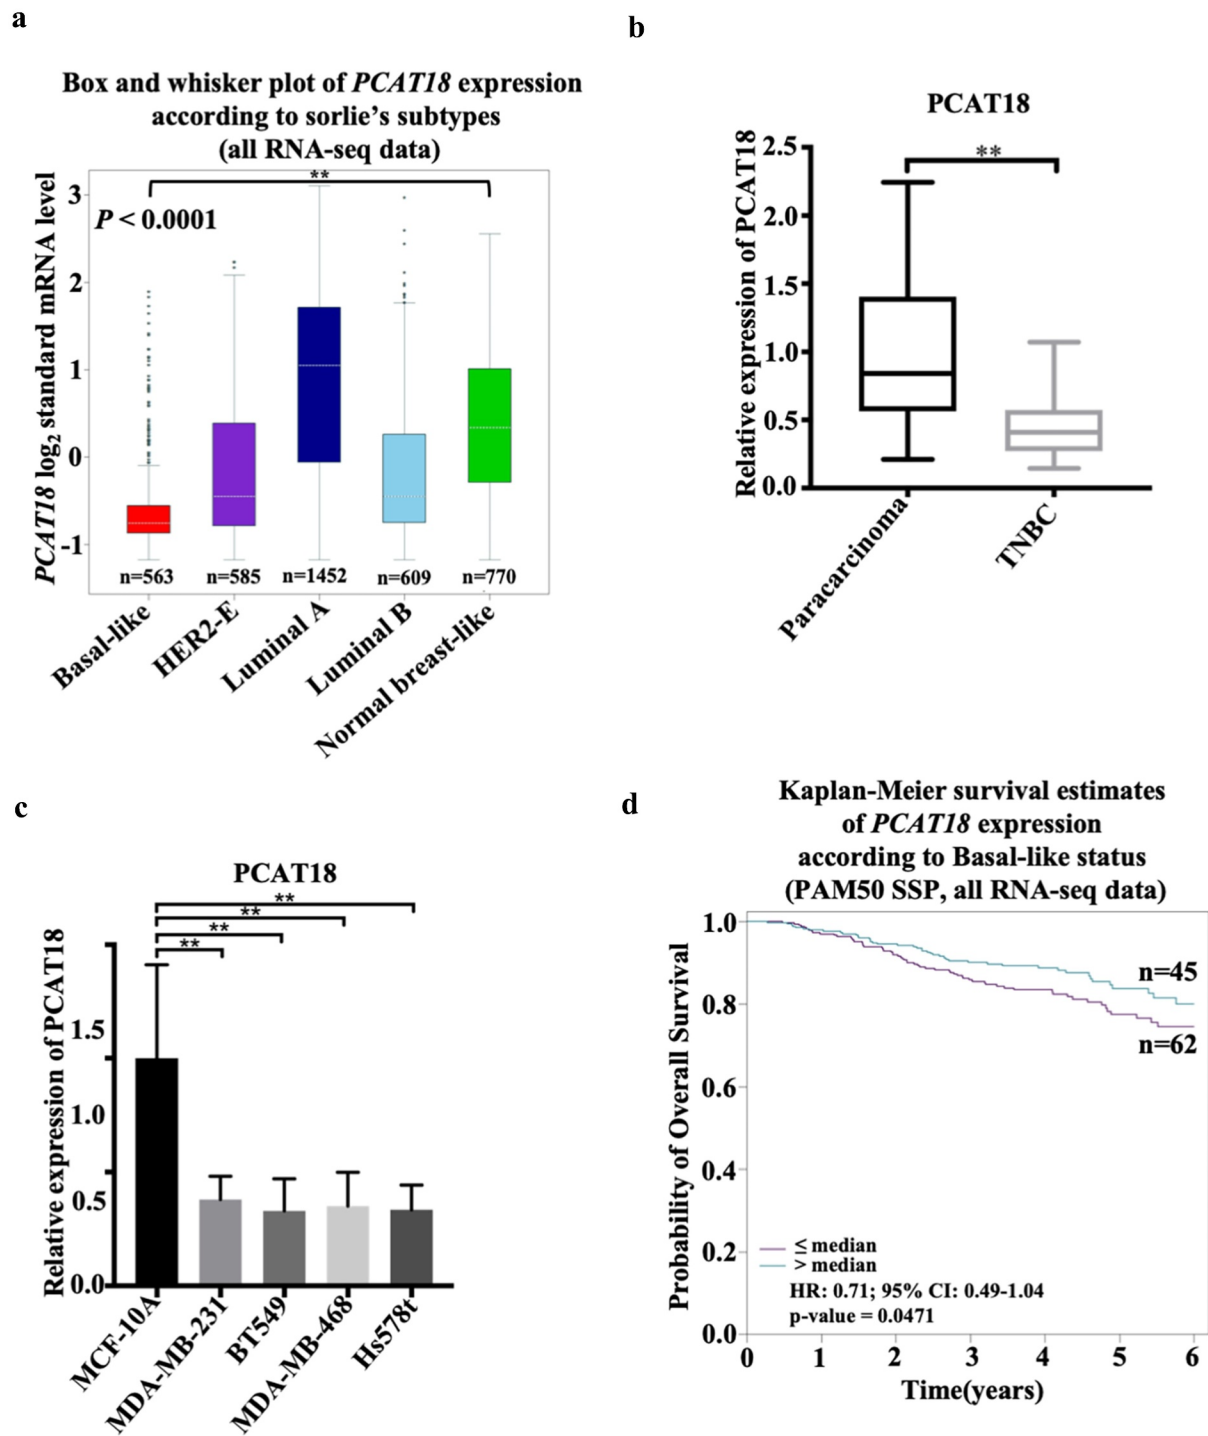 a
Box and whisker plot of PCAT18 expression
according to sorlie's subtypes
(all RNA-seq data)
PCAT18 log2 standard mRNA level
3
2
1
0
-1
**
P < 0.0001
n=563
n=585
n=1452
n=609
n=770
Basal-like
HER2-E
Luminal A
Luminal B
Normal breast-like
b
PCAT18
Relative expression of PCAT18
2.5
2.0
1.5
1.0
0.5
0.0
**
Paracarcinoma
TNBC
c
PCAT18
Relative expression of PCAT18
1.5
1.0
0.5
0.0
**
**
**
**
MCF-10A
MDA-MB-231
BT549
MDA-MB-468
Hs578t
d
Kaplan-Meier survival estimates
of PCAT18 expression
according to Basal-like status
(PAM50 SSP, all RNA-seq data)
Probability of Overall Survival
1.0
0.8
0.6
0.4
0.2
0.0
n=45
n=62
≤ median
> median
HR: 0.71; 95% CI: 0.49-1.04
p-value = 0.0471
0
1
2
3
4
5
6
Time(years)